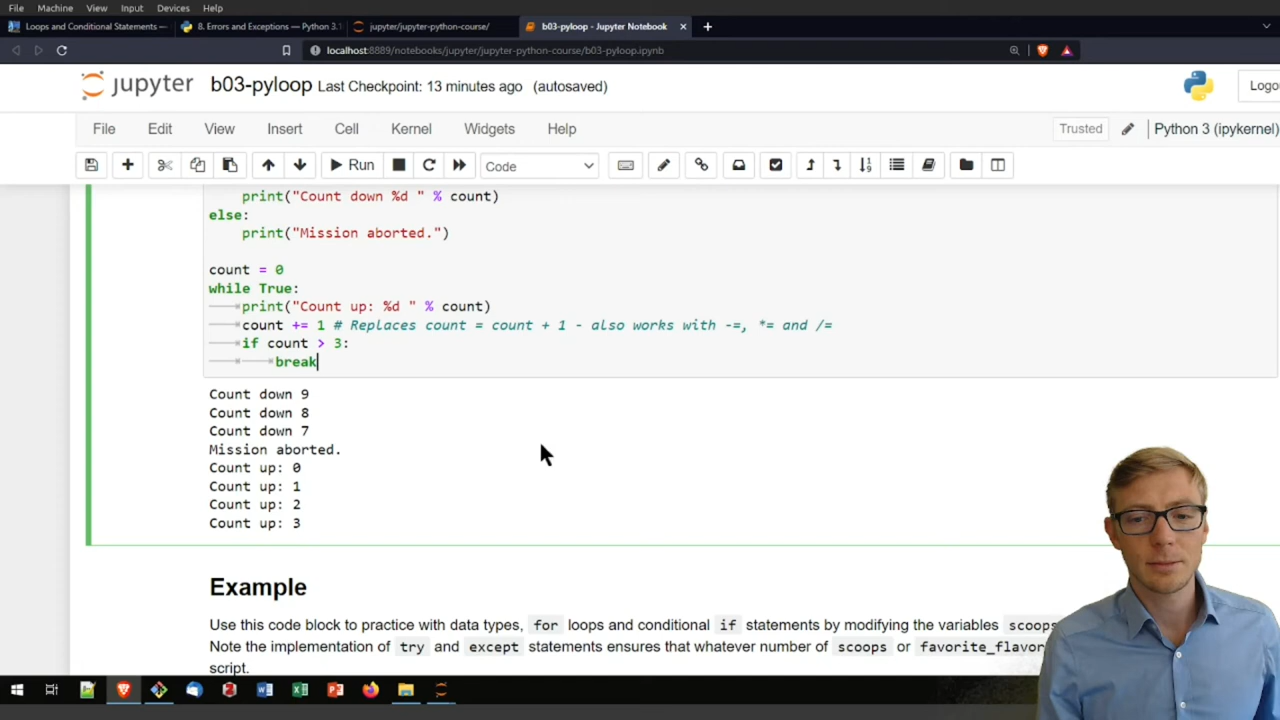 File Machine View Input Devices Help
Loops and Conditional Statements —
8. Errors and Exceptions — Python 3.1
jupyter/jupyter-python-course/
b03-pyloop - Jupyter Notebook
localhost:8889/notebooks/jupyter/jupyter-python-course/b03-pyloop.ipynb
jupyter b03-pyloop Last Checkpoint: 13 minutes ago (autosaved)
Logo
File Edit View Insert Cell Kernel Widgets Help
Trusted
Python 3 (ipykernel)
Run
Code
print("Count down %d " % count)
else:
print("Mission aborted.")
count = 0
while True:
print("Count up: %d " % count)
count += 1 # Replaces count = count + 1 - also works with -=, *= and /=
if count > 3:
break
Count down 9
Count down 8
Count down 7
Mission aborted.
Count up: 0
Count up: 1
Count up: 2
Count up: 3
Example
Use this code block to practice with data types, for loops and conditional if statements by modifying the variables scoops
Note the implementation of try and except statements ensures that whatever number of scoops or favorite_flavor
script.